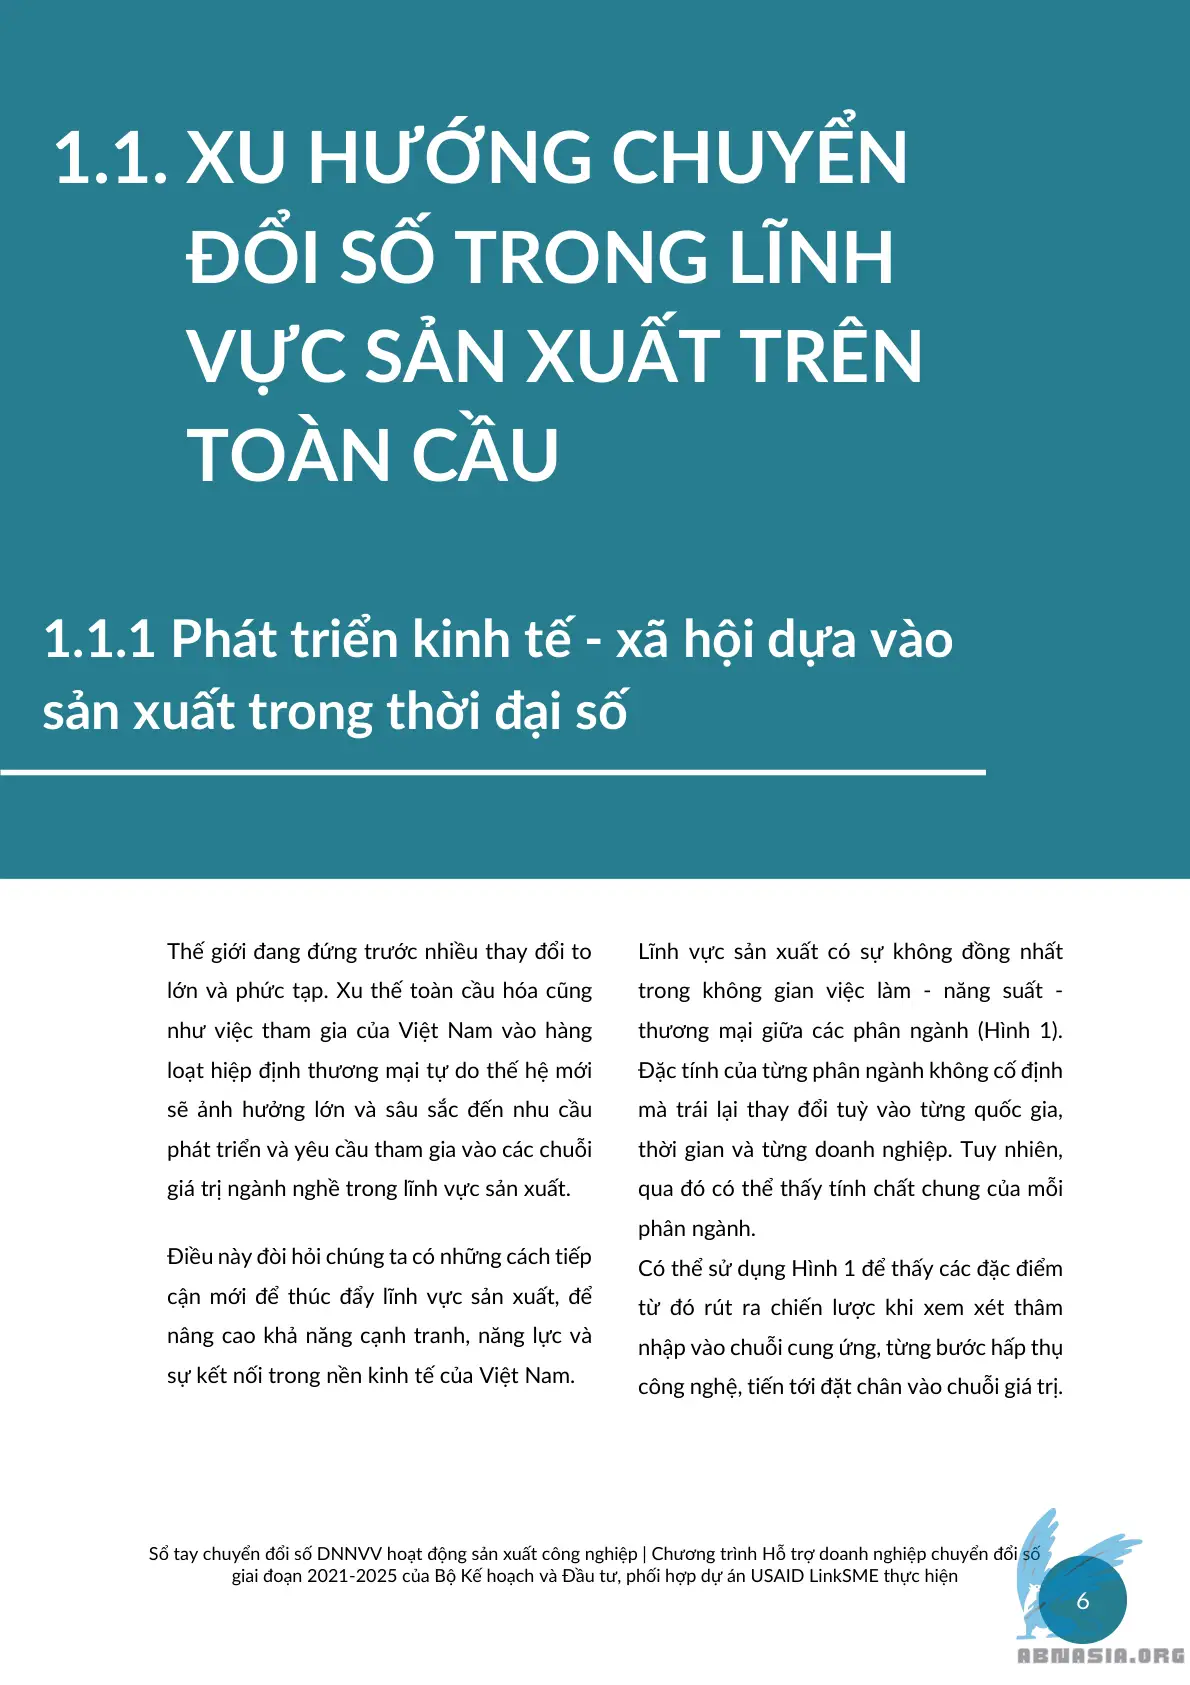 1.1. XU HƯỚNG CHUYỂN
ĐỔI SỐ TRONG LĨNH
VỰC SẢN XUẤT TRÊN
TOÀN CẦU
1.1.1 Phát triển kinh tế - xã hội dựa vào
sản xuất trong thời đại số
Thế giới đang đứng trước nhiều thay đổi to
lớn và phức tạp. Xu thế toàn cầu hóa cũng
như việc tham gia của Việt Nam vào hàng
loạt hiệp định thương mại tự do thế hệ mới
sẽ ảnh hưởng lớn và sâu sắc đến nhu cầu
phát triển và yêu cầu tham gia vào các chuỗi
giá trị ngành nghề trong lĩnh vực sản xuất.
Điều này đòi hỏi chúng ta có những cách tiếp
cận mới để thúc đẩy lĩnh vực sản xuất, để
nâng cao khả năng cạnh tranh, năng lực và
sự kết nối trong nền kinh tế của Việt Nam.
Lĩnh vực sản xuất có sự không đồng nhất
trong không gian việc làm - năng suất -
thương mại giữa các phân ngành (Hình 1).
Đặc tính của từng phân ngành không cố định
mà trái lại thay đổi tuỳ vào từng quốc gia,
thời gian và từng doanh nghiệp. Tuy nhiên,
qua đó có thể thấy tính chất chung của mỗi
phân ngành.
Có thể sử dụng Hình 1 để thấy các đặc điểm
từ đó rút ra chiến lược khi xem xét thâm
nhập vào chuỗi cung ứng, từng bước hấp thụ
công nghệ, tiến tới đặt chân vào chuỗi giá trị.
Sổ tay chuyển đổi số DNNVV hoạt động sản xuất công nghiệp | Chương trình Hỗ trợ doanh nghiệp chuyển đổi số
giai đoạn 2021-2025 của Bộ Kế hoạch và Đầu tư, phối hợp dự án USAID LinkSME thực hiện
6
ABNASIA.ORG